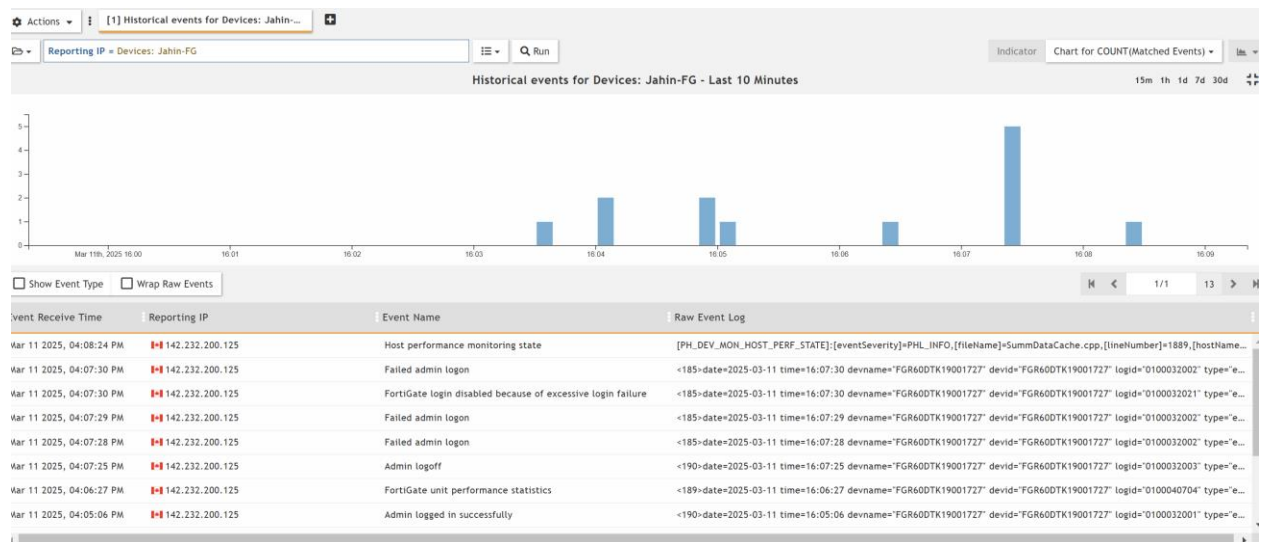 Actions [1] Historical events for Devices: Jahin-...
Reporting IP = Devices: Jahin-FG Run Indicator Chart for COUNT(Matched Events)
Historical events for Devices: Jahin-FG - Last 10 Minutes 15m 1h 1d 7d 30d
5
4
3
2
1
0
Mar 11th, 2025 16:00 16:01 16:02 16:03 16:04 16:05 16:06 16:07 16:08 16:09
Show Event Type Wrap Raw Events 1/1 13
Event Receive Time Reporting IP Event Name Raw Event Log
Mar 11 2025, 04:08:24 PM 142.232.200.125 Host performance monitoring state [PH_DEV_MON_HOST_PERF_STATE]:[eventSeverity]=PHL_INFO,[fileName]=SummDataCache.cpp,[lineNumber]=1889,[hostName...
Mar 11 2025, 04:07:30 PM 142.232.200.125 Failed admin logon <185>date=2025-03-11 time=16:07:30 devname="FGR60DTK19001727" devid="FGR60DTK19001727" logid="0100032002" type="e...
Mar 11 2025, 04:07:30 PM 142.232.200.125 FortiGate login disabled because of excessive login failure <185>date=2025-03-11 time=16:07:30 devname="FGR60DTK19001727" devid="FGR60DTK19001727" logid="0100032021" type="e...
Mar 11 2025, 04:07:29 PM 142.232.200.125 Failed admin logon <185>date=2025-03-11 time=16:07:29 devname="FGR60DTK19001727" devid="FGR60DTK19001727" logid="0100032002" type="e...
Mar 11 2025, 04:07:28 PM 142.232.200.125 Failed admin logon <185>date=2025-03-11 time=16:07:28 devname="FGR60DTK19001727" devid="FGR60DTK19001727" logid="0100032002" type="e...
Mar 11 2025, 04:07:25 PM 142.232.200.125 Admin logoff <190>date=2025-03-11 time=16:07:25 devname="FGR60DTK19001727" devid="FGR60DTK19001727" logid="0100032003" type="e...
Mar 11 2025, 04:06:27 PM 142.232.200.125 FortiGate unit performance statistics <189>date=2025-03-11 time=16:06:27 devname="FGR60DTK19001727" devid="FGR60DTK19001727" logid="0100040704" type="e...
Mar 11 2025, 04:05:06 PM 142.232.200.125 Admin logged in successfully <190>date=2025-03-11 time=16:05:06 devname="FGR60DTK19001727" devid="FGR60DTK19001727" logid="0100032001" type="e...